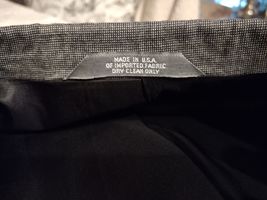 MADE IN U.S.A.
OF IMPORTED FABRIC
DRY CLEAN ONLY